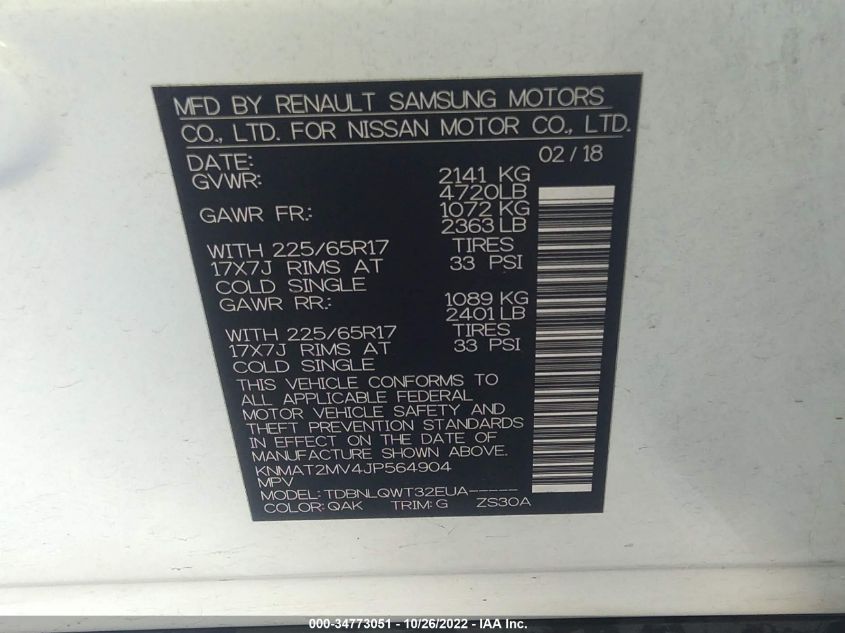 MFD BY RENAULT SAMSUNG MOTORS
CO., LTD. FOR NISSAN MOTOR CO., LTD.
DATE: 02 / 18
GVWR: 2141 KG
4720LB
GAWR FR.: 1072 KG
2363 LB
WITH 225/65R17 TIRES
17X7J RIMS AT 33 PSI
COLD SINGLE
GAWR RR.: 1089 KG
2401 LB
WITH 225/65R17 TIRES
17X7J RIMS AT 33 PSI
COLD SINGLE
THIS VEHICLE CONFORMS TO
ALL APPLICABLE FEDERAL
MOTOR VEHICLE SAFETY AND
THEFT PREVENTION STANDARDS
IN EFFECT ON THE DATE OF
MANUFACTURE SHOWN ABOVE.
KNMAT2MV4JP564904
MPV
MODEL: TDBNLQWT32EUA-----
COLOR: QAK TRIM: G ZS30A
000-34773051 - 10/26/2022 - IAA Inc.